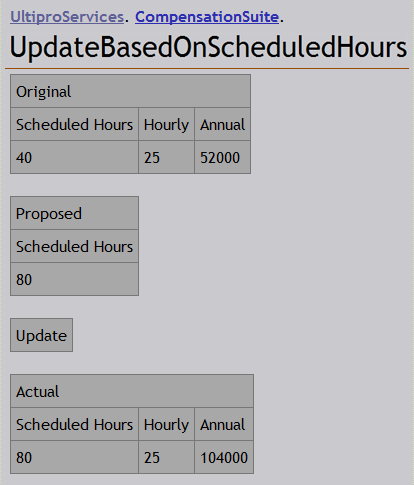 UltiproServices. CompensationSuite.
UpdateBasedOnScheduledHours
Original
Scheduled Hours Hourly Annual
40 25 52000
Proposed
Scheduled Hours
80
Update
Actual
Scheduled Hours Hourly Annual
80 25 104000